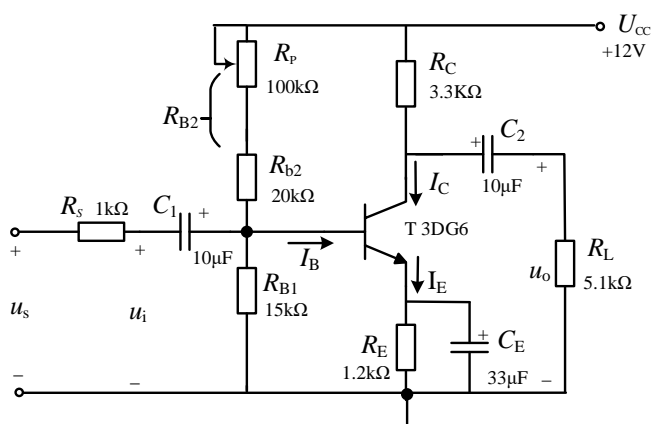 U_CC
+12V
R_P
100kΩ
R_C
3.3KΩ
R_B2
C_2
+
+
10μF
R_b2
20kΩ
I_C
R_s 1kΩ
C_1
+
T 3DG6
+
+
10μF
I_B
R_L
5.1kΩ
R_B1
15kΩ
I_E
u_o
u_s
u_i
R_E
1.2kΩ
+
C_E
33μF
−
−
−